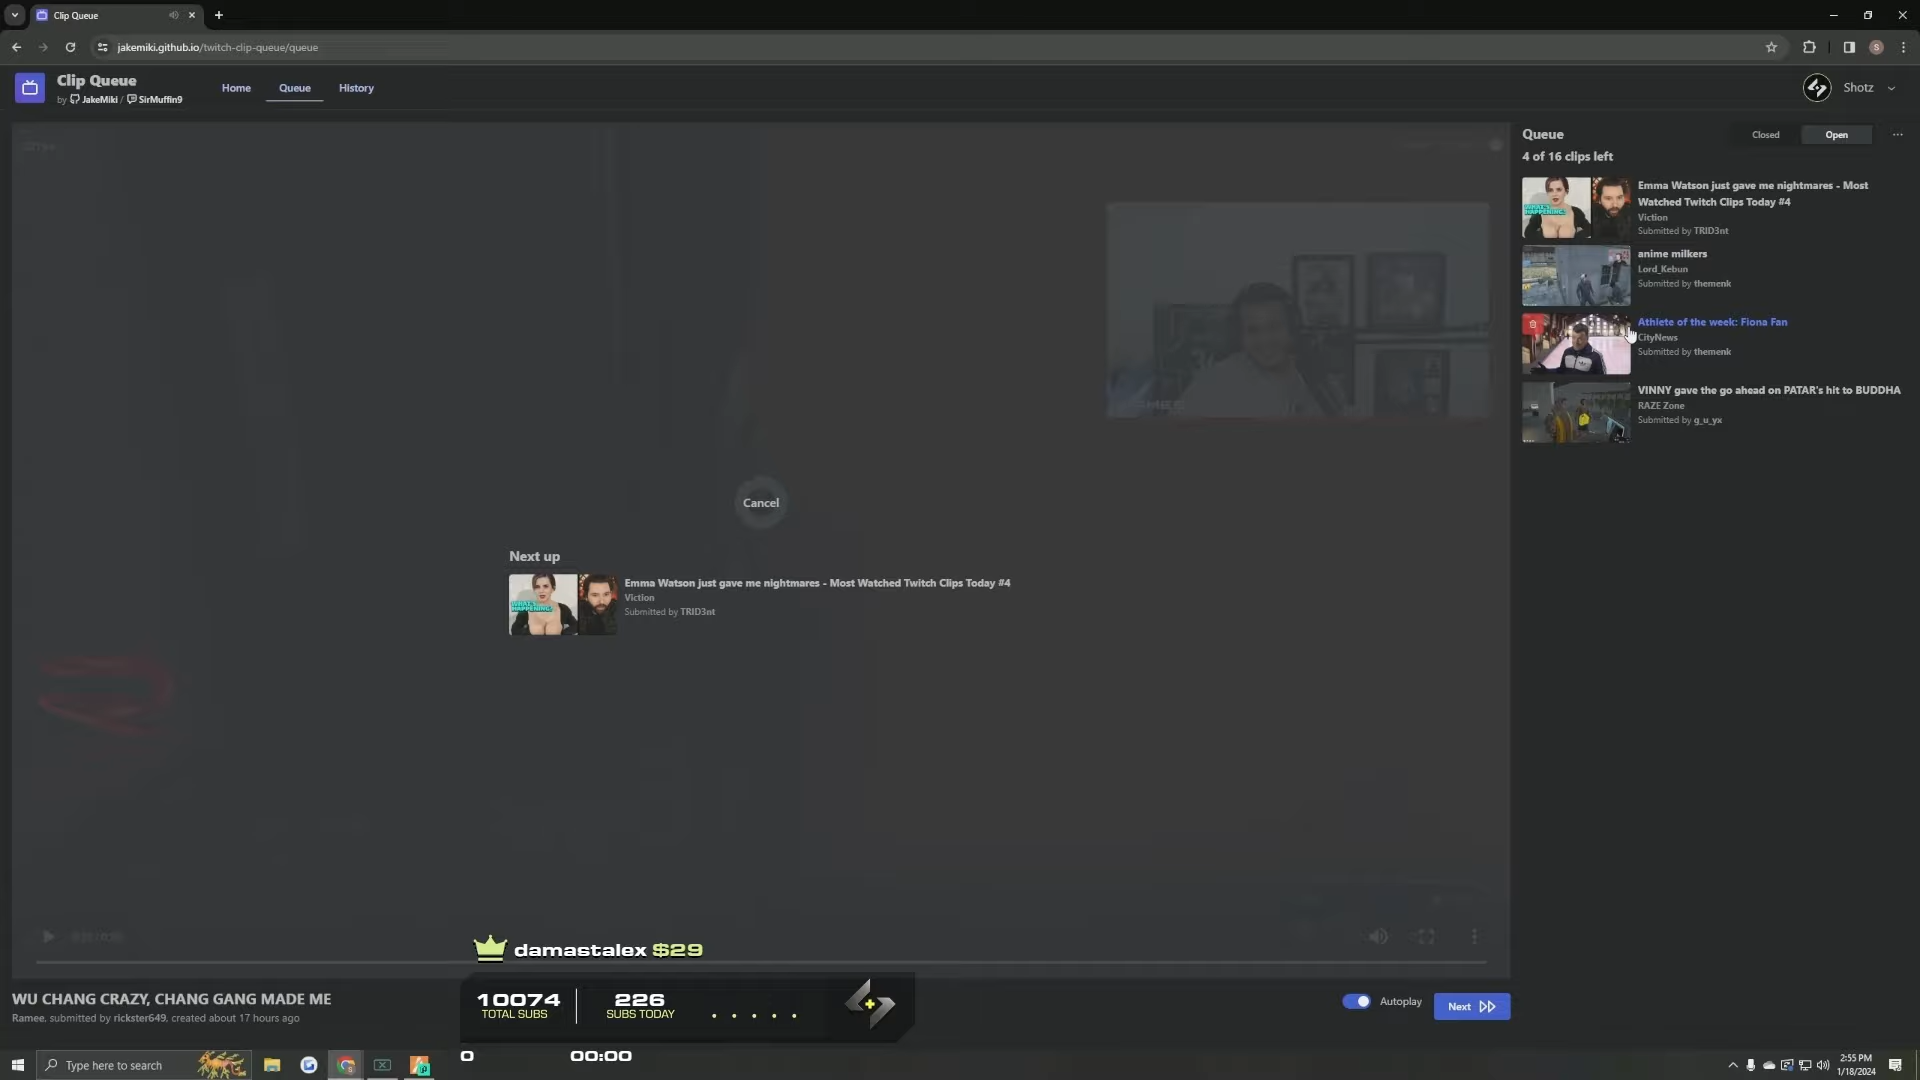 Clip Queue
jakemiki.github.io/twitch-clip-queue/queue
S
Clip Queue
by JakeMiki / SirMuffin9
Home
Queue
History
Shotz
Queue
Closed
Open
4 of 16 clips left
Emma Watson just gave me nightmares - Most
Watched Twitch Clips Today #4
Viction
Submitted by TRID3nt
anime milkers
Lord_Kebun
Submitted by themenk
Athlete of the week: Fiona Fan
CityNews
Submitted by themenk
VINNY gave the go ahead on PATAR's hit to BUDDHA
RAZE Zone
Submitted by g_u_yx
WHAT'S
HAPPENING
Cancel
Next up
Emma Watson just gave me nightmares - Most Watched Twitch Clips Today #4
Viction
Submitted by TRID3nt
WHAT'S
HAPPENING
damastalex $29
10074
TOTAL SUBS
226
SUBS TODAY
0
00:00
WU CHANG CRAZY, CHANG GANG MADE ME
Ramee, submitted by rickster649, created about 17 hours ago
Autoplay
Next
Type here to search
2:55 PM
1/18/2024